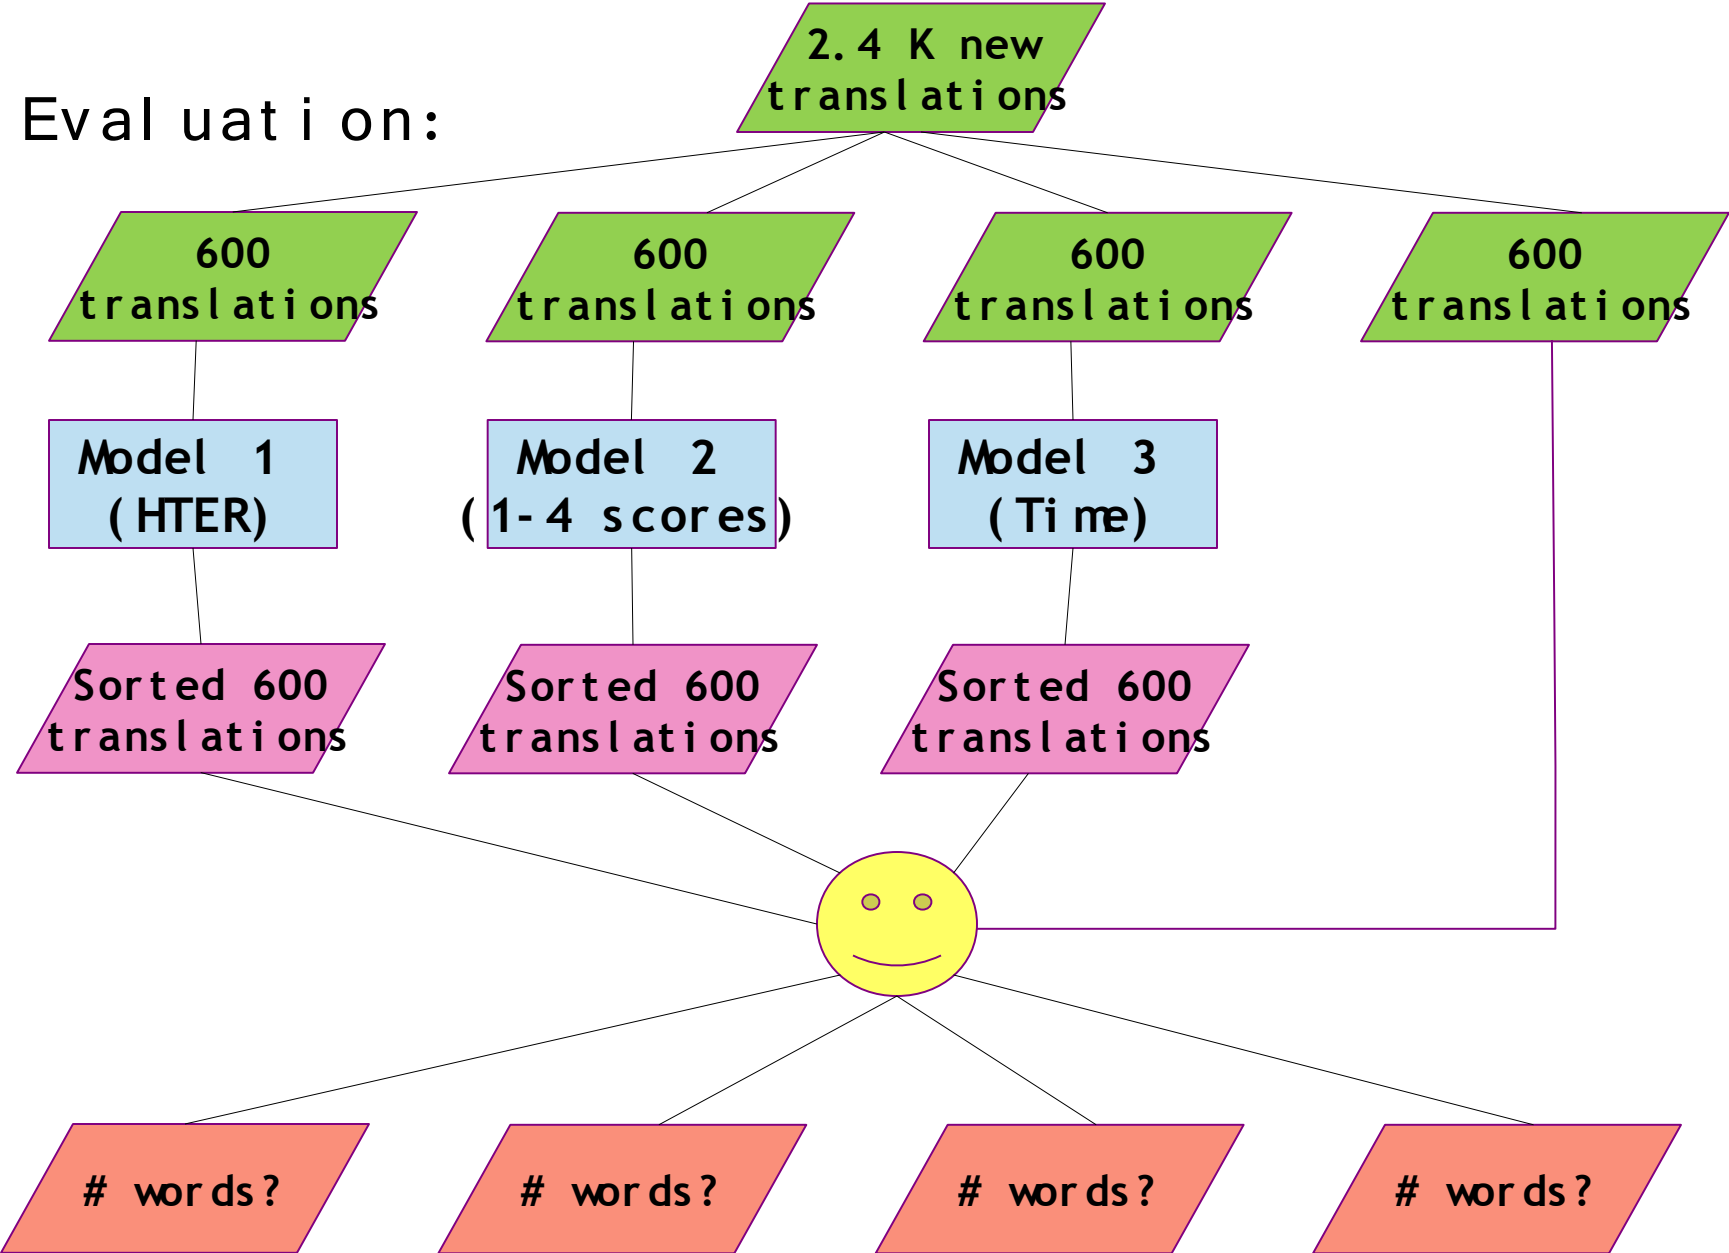 2.4 K new
translations
Evaluation:
600
translations
600
translations
600
translations
600
translations
Model 1
(HTER)
Model 2
(1-4 scores)
Model 3
(Time)
Sorted 600
translations
Sorted 600
translations
Sorted 600
translations
# words?
# words?
# words?
# words?